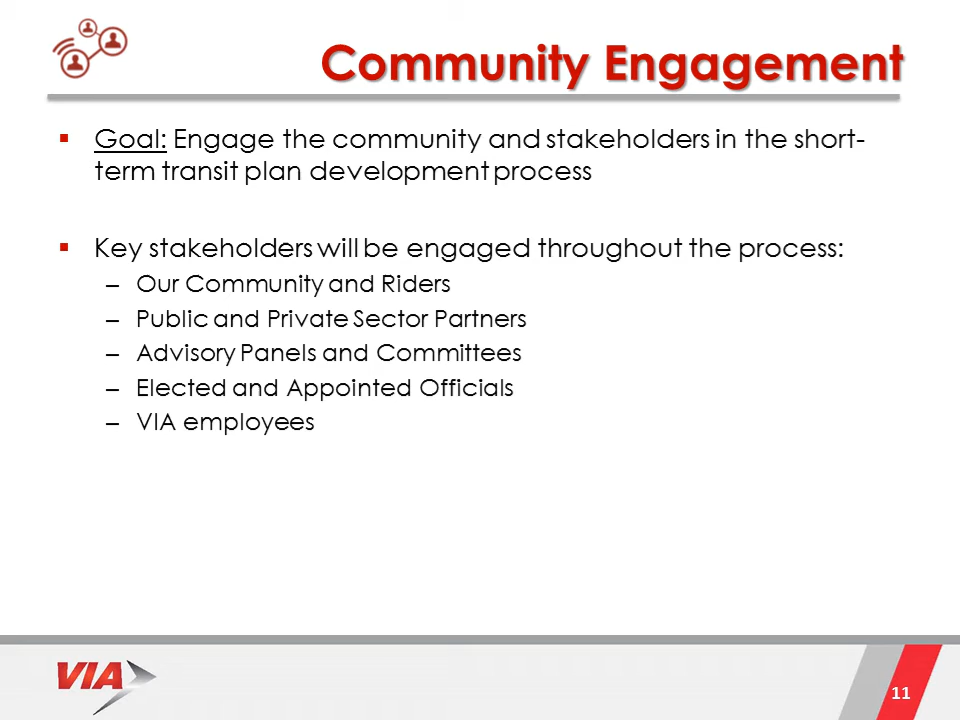 Community Engagement
▪ Goal: Engage the community and stakeholders in the short-
term transit plan development process
▪ Key stakeholders will be engaged throughout the process:
– Our Community and Riders
– Public and Private Sector Partners
– Advisory Panels and Committees
– Elected and Appointed Officials
– VIA employees
VIA
11